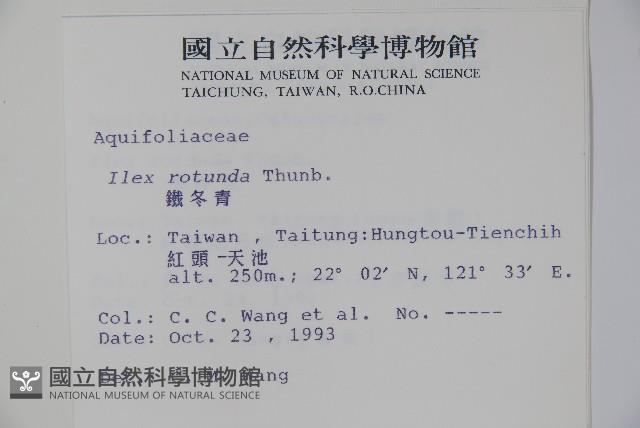 國立自然科學博物館
NATIONAL MUSEUM OF NATURAL SCIENCE
TAICHUNG, TAIWAN, R.O.CHINA
Aquifoliaceae
Ilex rotunda Thunb.
鐵冬青
Loc.: Taiwan , Taitung:Hungtou-Tienchih
紅頭-天池
alt. 250m.; 22° 02′ N, 121° 33′ E.
Col.: C. C. Wang et al. No. -----
Date: Oct. 23 , 1993
國立自然科學博物館
NATIONAL MUSEUM OF NATURAL SCIENCE